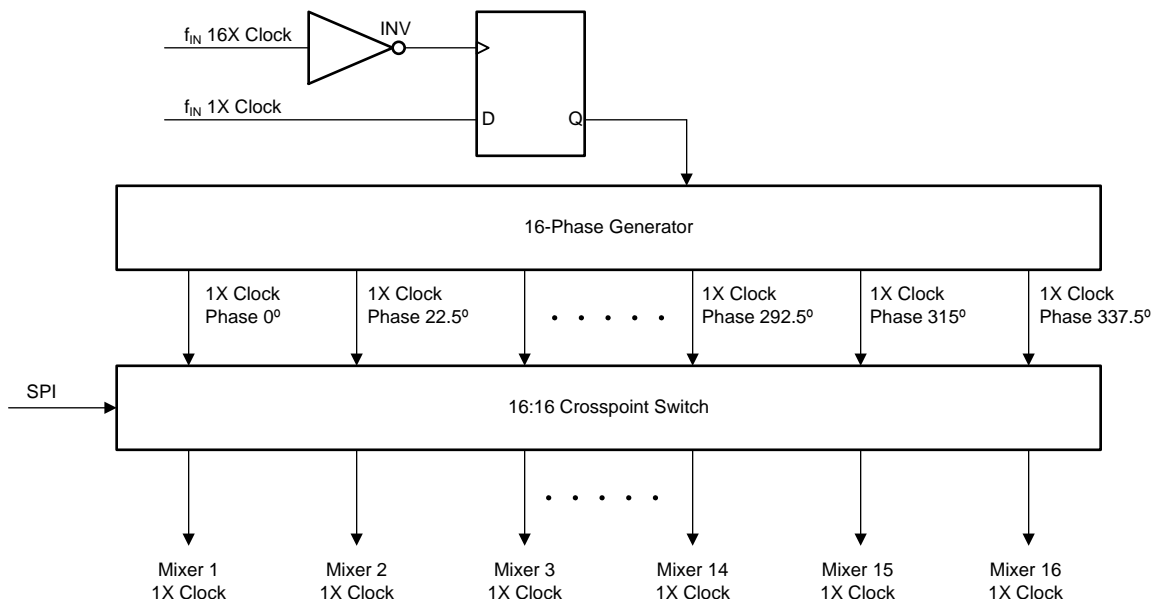 INV
f_IN 16X Clock
f_IN 1X Clock
D
Q
16-Phase Generator
1X Clock
Phase 0º
1X Clock
Phase 22.5º
1X Clock
Phase 292.5º
1X Clock
Phase 315º
1X Clock
Phase 337.5º
SPI
16:16 Crosspoint Switch
Mixer 1
1X Clock
Mixer 2
1X Clock
Mixer 3
1X Clock
Mixer 14
1X Clock
Mixer 15
1X Clock
Mixer 16
1X Clock